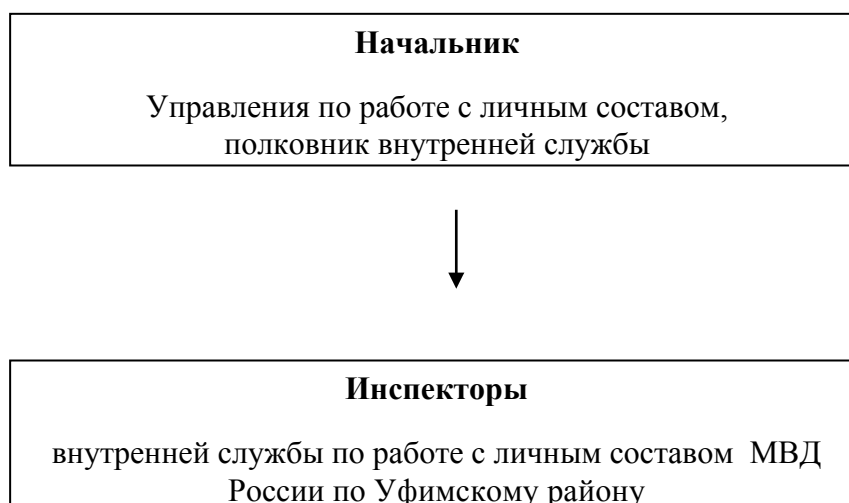 Начальник
Управления по работе с личным составом,
полковник внутренней службы
Инспекторы
внутренней службы по работе с личным составом МВД
России по Уфимскому району